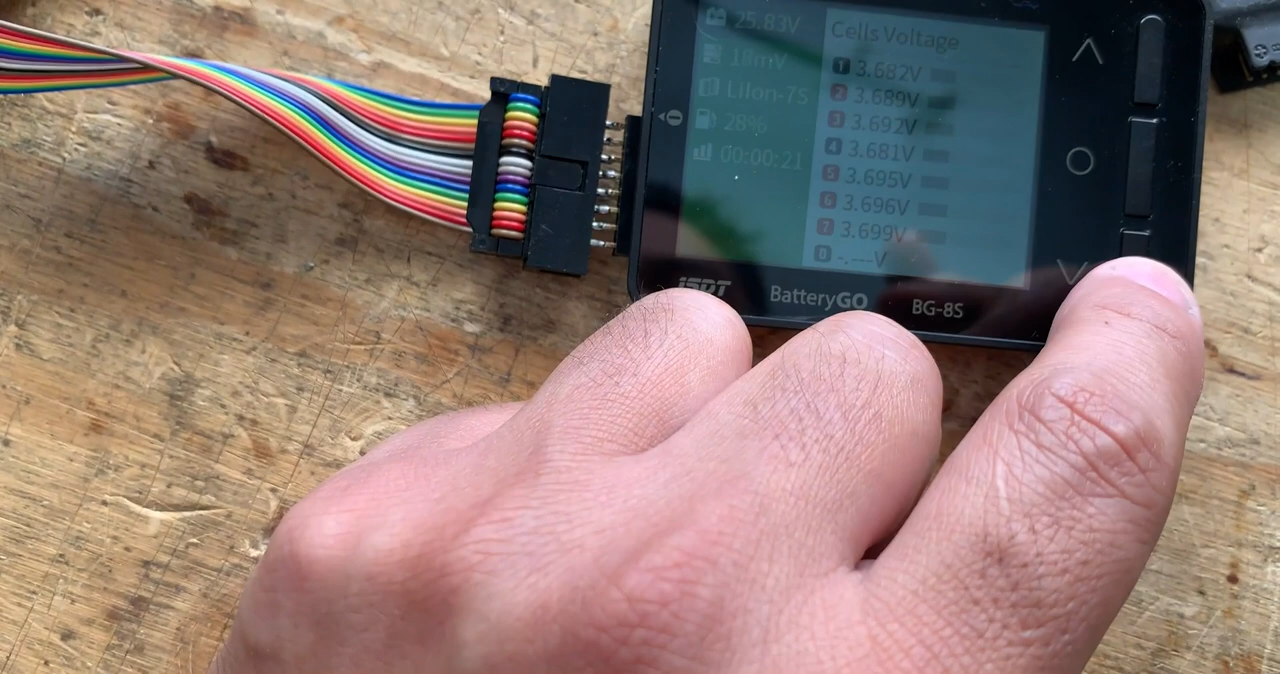 25.83V
18mV
LiIon-7S
28%
00:00:21
Cells Voltage
1 3.682V
2 3.689V
3 3.692V
4 3.681V
5 3.695V
6 3.696V
7 3.699V
0 -.---V
ISDT
BatteryGO
BG-8S